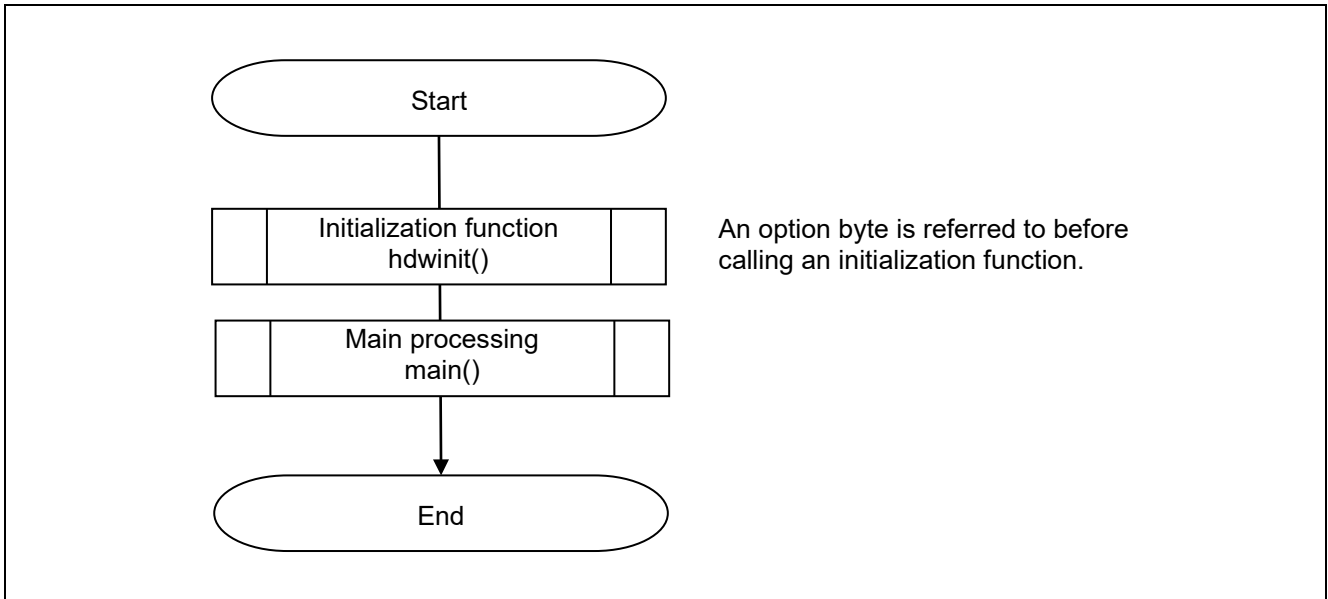 Start
Initialization function
hdwinit()
An option byte is referred to before
calling an initialization function.
Main processing
main()
End